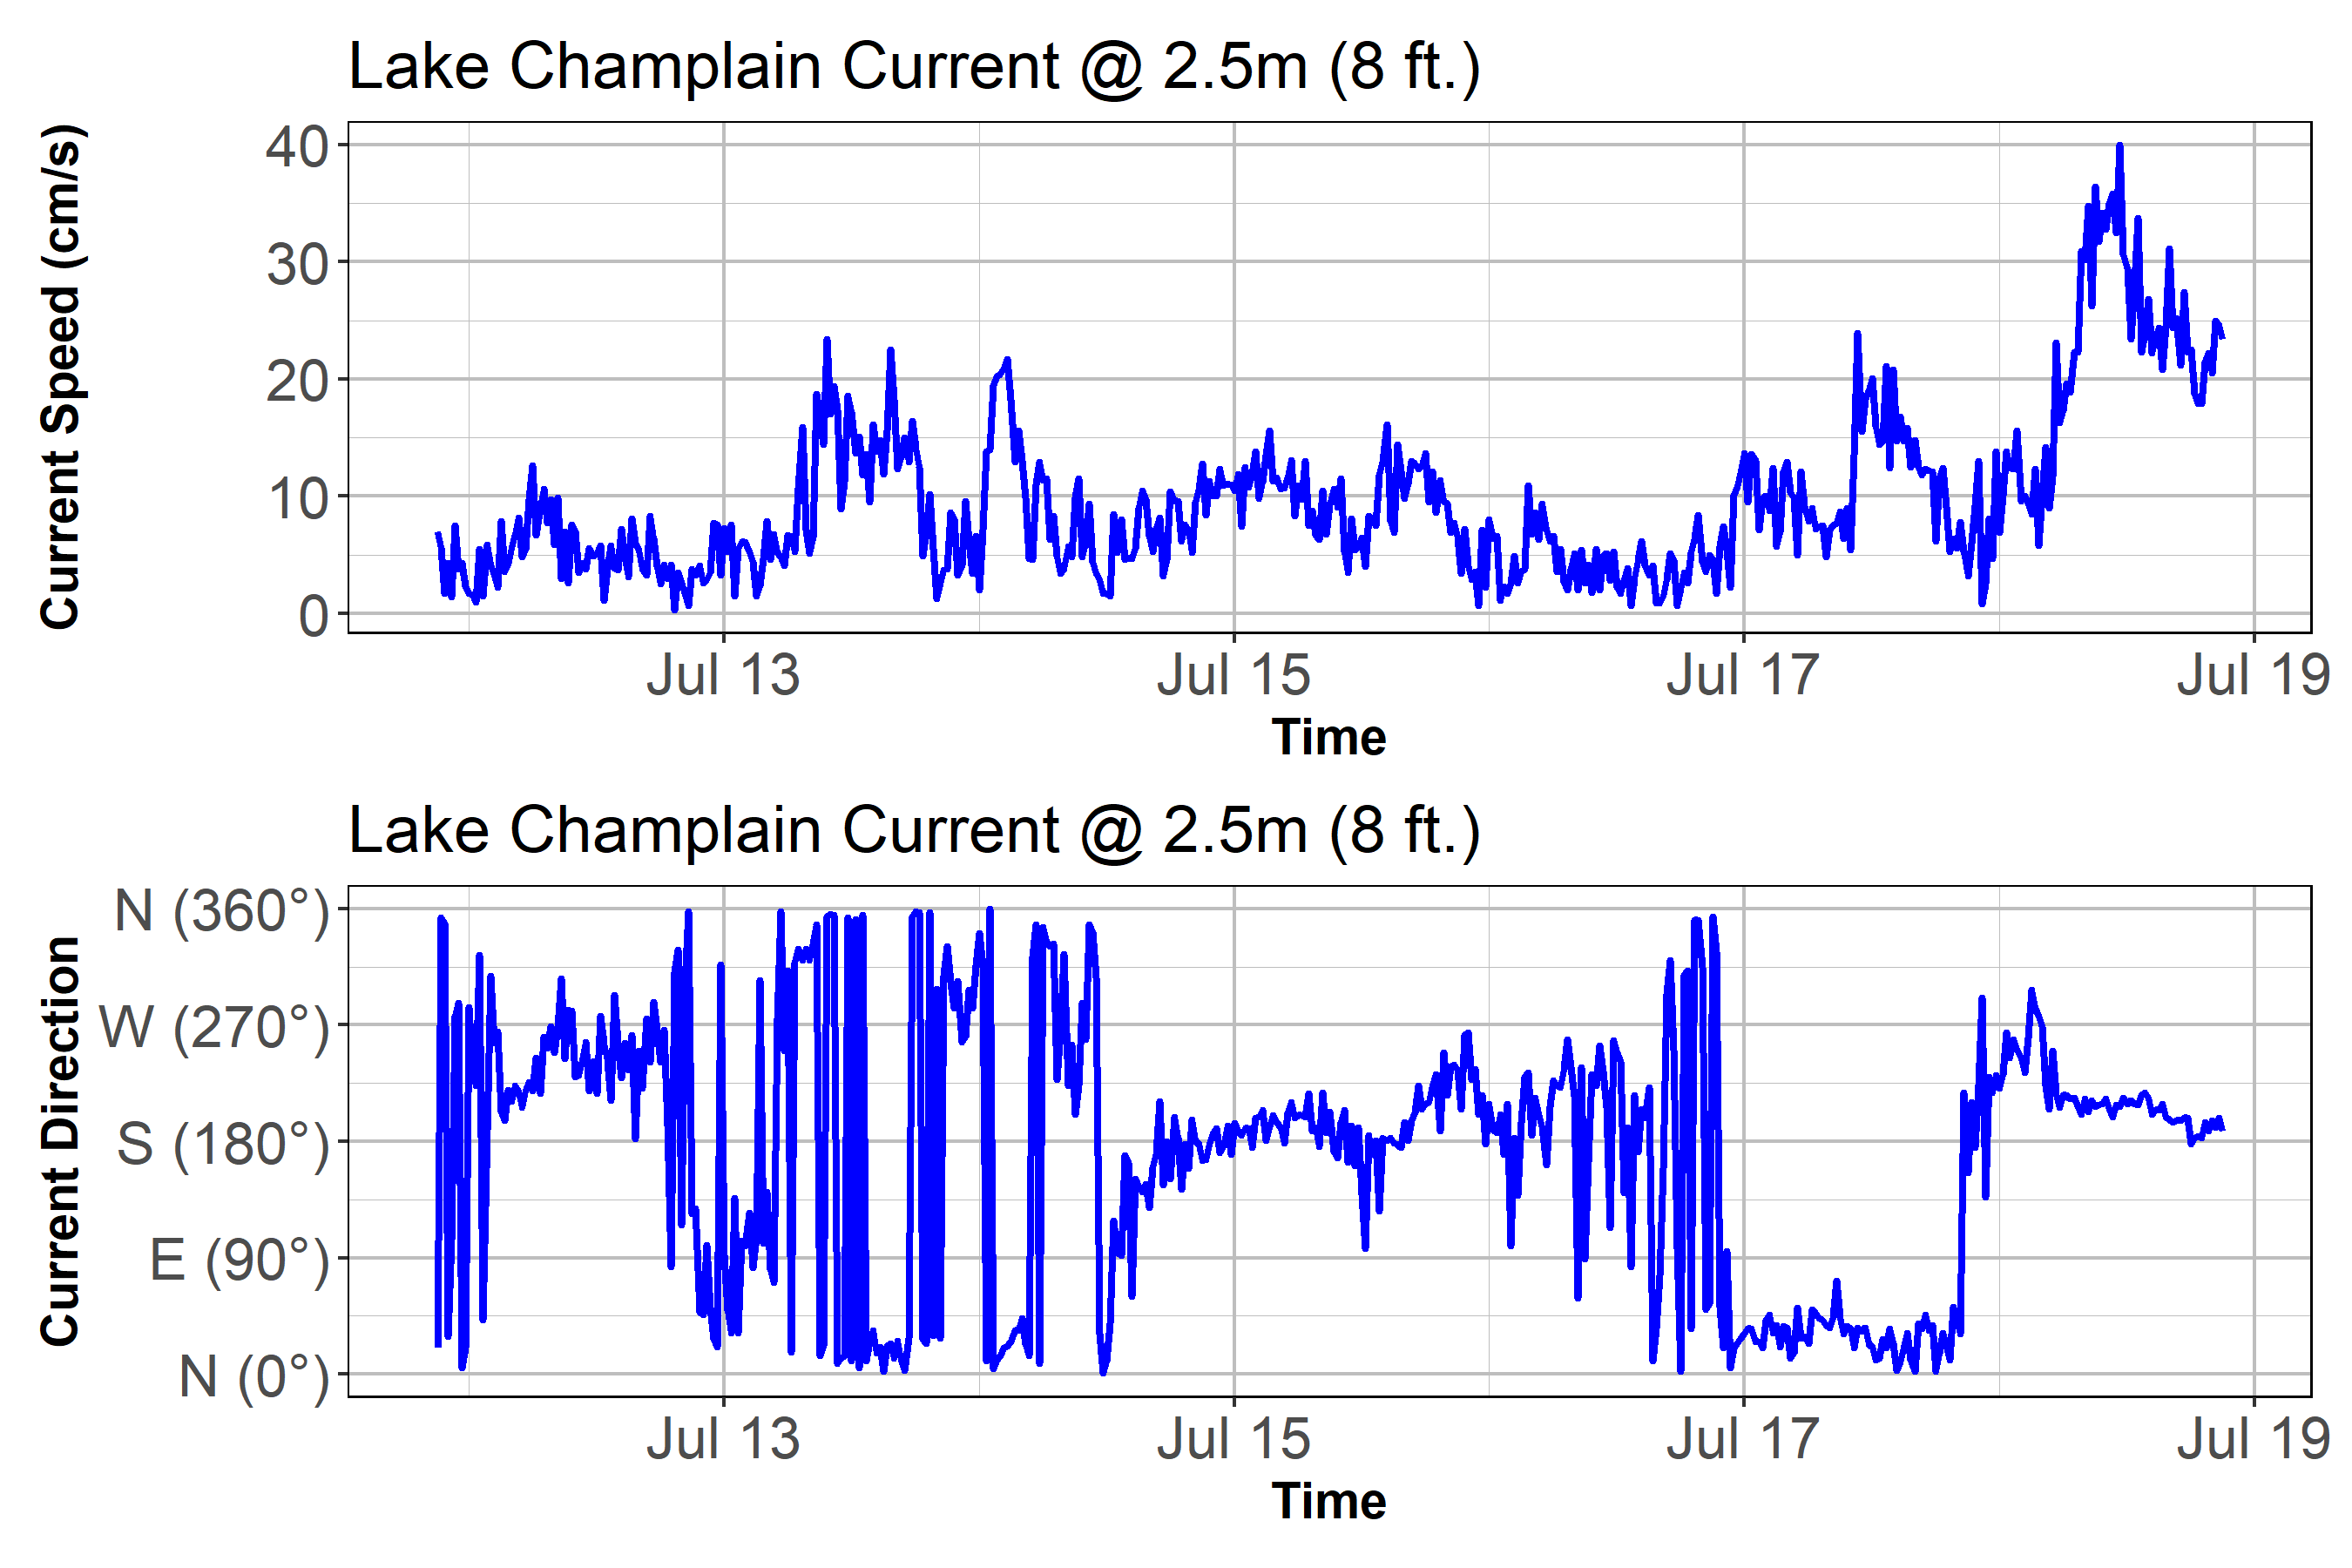 Lake Champlain Current @ 2.5m (8 ft.)
Current Speed (cm/s)
40
30
20
10
0
Jul 13 Jul 15 Jul 17 Jul 19
Time
Lake Champlain Current @ 2.5m (8 ft.)
Current Direction
N (360°)
W (270°)
S (180°)
E (90°)
N (0°)
Jul 13 Jul 15 Jul 17 Jul 19
Time